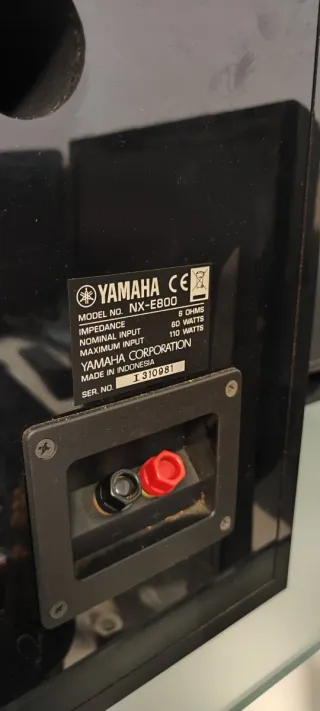 YAMAHA CE
MODEL NO. NX-E800
IMPEDANCE 6 OHMS
NOMINAL INPUT 60 WATTS
MAXIMUM INPUT 110 WATTS
YAMAHA CORPORATION
MADE IN INDONESIA
SER. NO. I 310981